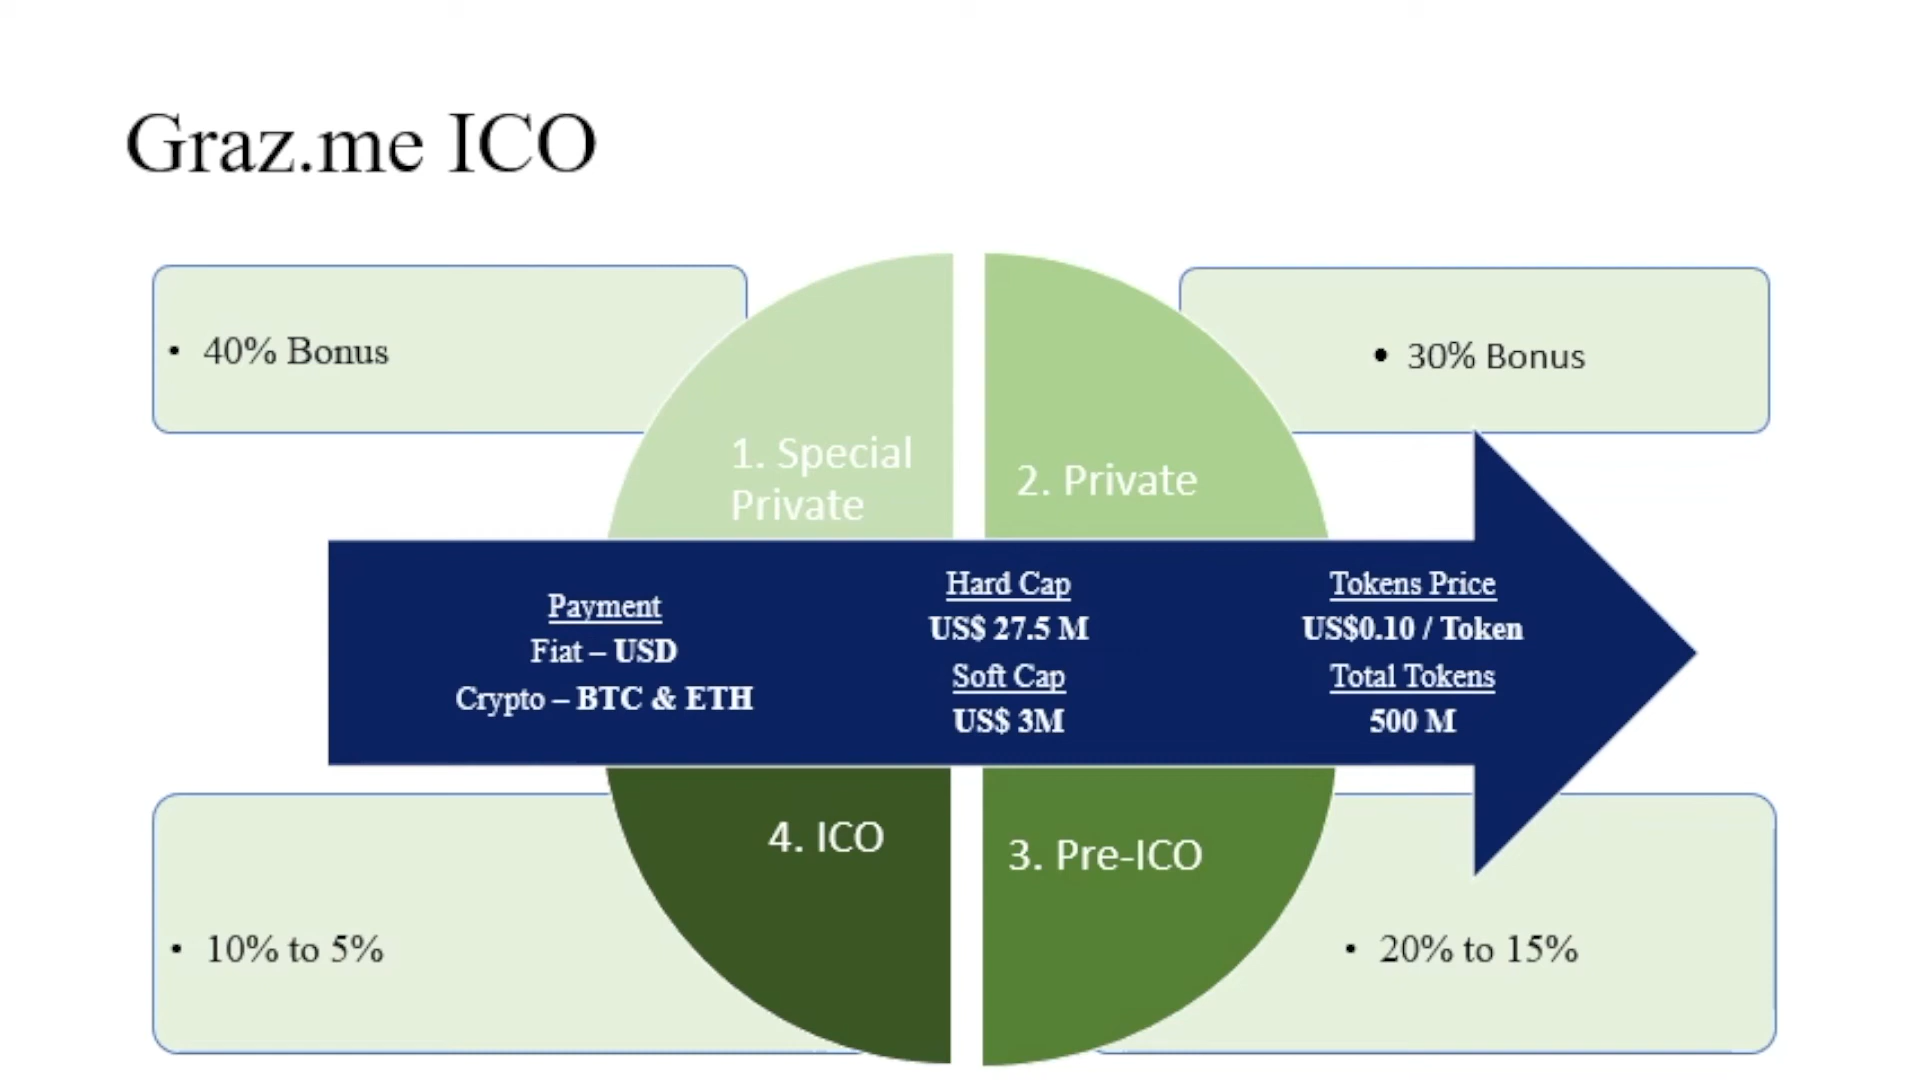 Graz.me ICO
• 40% Bonus
• 30% Bonus
1. Special
Private
2. Private
Payment
Fiat – USD
Crypto – BTC & ETH
Hard Cap
US$ 27.5 M
Soft Cap
US$ 3M
Tokens Price
US$0.10 / Token
Total Tokens
500 M
4. ICO
3. Pre-ICO
• 10% to 5%
• 20% to 15%